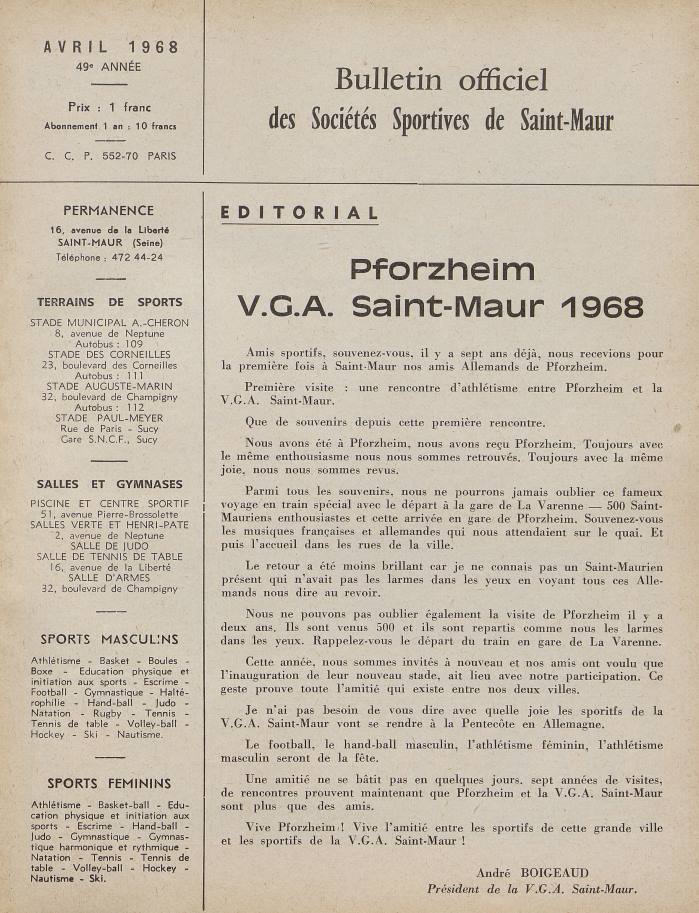 AVRIL 1968
49e ANNÉE
Prix : 1 franc
Abonnement 1 an : 10 francs
C. C. P. 552-70 PARIS
Bulletin officiel
des Sociétés Sportives de Saint-Maur
PERMANENCE
16, avenue de la Liberté
SAINT-MAUR (Seine)
Téléphone : 472 44-24
TERRAINS DE SPORTS
STADE MUNICIPAL A.-CHERON
8, avenue de Neptune
Autobus : 109
STADE DES CORNEILLES
23, boulevard des Corneilles
Autobus : 111
STADE AUGUSTE-MARIN
32, boulevard de Champigny
Autobus : 112
STADE PAUL-MEYER
Rue de Paris - Sucy
Gare S.N.C.F., Sucy
SALLES ET GYMNASES
PISCINE ET CENTRE SPORTIF
51, avenue Pierre-Brossolette
SALLES VERTE ET HENRI-PATE
2, avenue de Neptune
SALLE DE JUDO
SALLE DE TENNIS DE TABLE
16, avenue de la Liberté
SALLE D'ARMES
32, boulevard de Champigny
SPORTS MASCULINS
Athlétisme - Basket - Boules -
Boxe - Education physique et
initiation aux sports - Escrime -
Football - Gymnastique - Halté-
rophilie - Hand-ball - Judo -
Natation - Rugby - Tennis -
Tennis de table - Volley-ball -
Hockey - Ski - Nautisme.
SPORTS FEMININS
Athlétisme - Basket-ball - Edu-
cation physique et initiation aux
sports - Escrime - Hand-ball -
Judo - Gymnastique - Gymnas-
tique harmonique et rythmique -
Natation - Tennis - Tennis de
table - Volley-ball - Hockey -
Nautisme - Ski.
EDITORIAL
Pforzheim
V.G.A. Saint-Maur 1968
Amis sportifs, souvenez-vous, il y a sept ans déjà, nous recevions pour
la première fois à Saint-Maur nos amis Allemands de Pforzheim.
Première visite : une rencontre d'athlétisme entre Pforzheim et la
V.G.A. Saint-Maur.
Que de souvenirs depuis cette première rencontre.
Nous avons été à Pforzheim, nous avons reçu Pforzheim. Toujours avec
le même enthousiasme nous nous sommes retrouvés. Toujours avec la même
joie, nous nous sommes revus.
Parmi tous les souvenirs, nous ne pourrons jamais oublier ce fameux
voyage en train spécial avec le départ à la gare de La Varenne — 500 Saint-
Mauriens enthousiastes et cette arrivée en gare de Pforzheim. Souvenez-vous
les musiques françaises et allemandes qui nous attendaient sur le quai. Et
puis l'accueil dans les rues de la ville.
Le retour a été moins brillant car je ne connais pas un Saint-Maurien
présent qui n'avait pas les larmes dans les yeux en voyant tous ces Alle-
mands nous dire au revoir.
Nous ne pouvons pas oublier également la visite de Pforzheim il y a
deux ans. Ils sont venus 500 et ils sont repartis comme nous les larmes
dans les yeux. Rappelez-vous le départ du train en gare de La Varenne.
Cette année, nous sommes invités à nouveau et nos amis ont voulu que
l'inauguration de leur nouveau stade, ait lieu avec notre participation. Ce
geste prouve toute l'amitié qui existe entre nos deux villes.
Je n'ai pas besoin de vous dire avec quelle joie les sporitfs de la
V.G.A. Saint-Maur vont se rendre à la Pentecôte en Allemagne.
Le football, le hand-ball masculin, l'athlétisme féminin, l'athlétisme
masculin seront de la fête.
Une amitié ne se bâtit pas en quelques jours. sept années de visites,
de rencontres prouvent maintenant que Pforzheim et la V.G.A. Saint-Maur
sont plus que des amis.
Vive Pforzheim ! Vive l'amitié entre les sportifs de cette grande ville
et les sportifs de la V.G.A. Saint-Maur !
André BOIGEAUD
Président de la V.G.A. Saint-Maur.